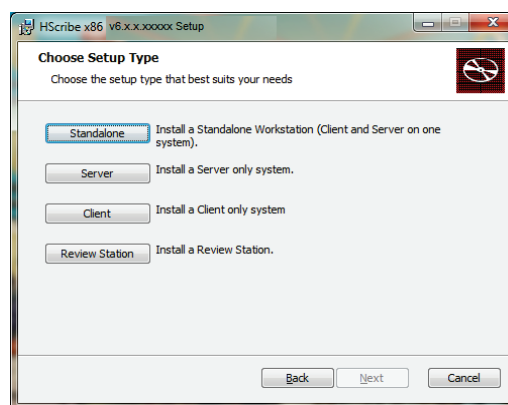 HScribe x86 v6.x.x.xxxxx Setup
Choose Setup Type
Choose the setup type that best suits your needs
Standalone Install a Standalone Workstation (Client and Server on one
system).
Server Install a Server only system.
Client Install a Client only system
Review Station Install a Review Station.
Back Next Cancel